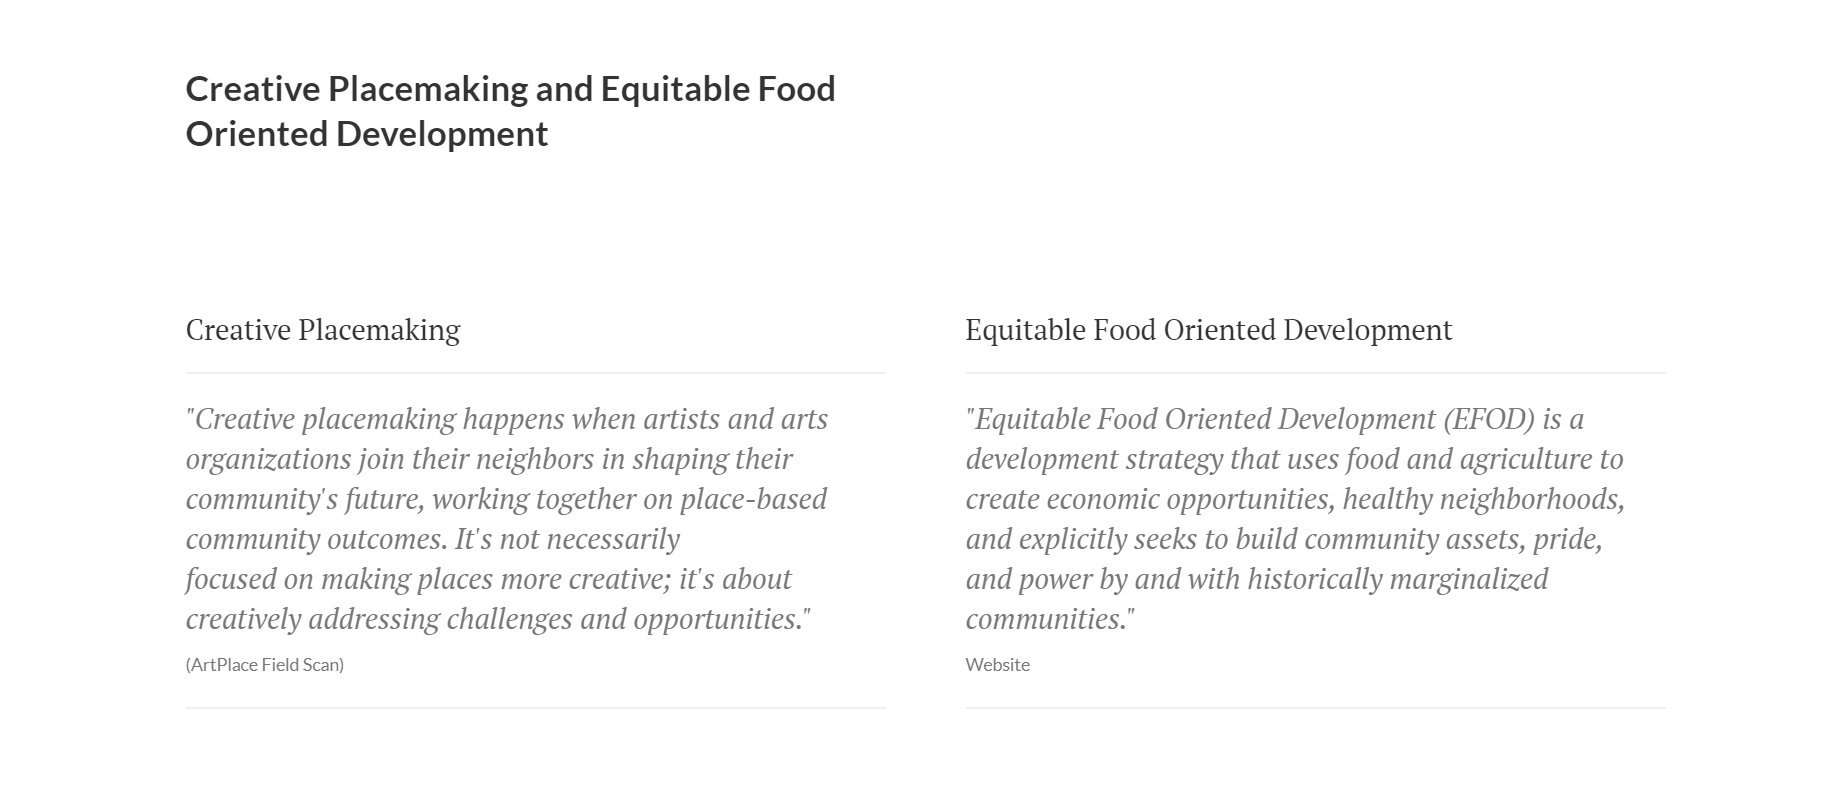 Creative Placemaking and Equitable Food
Oriented Development
Creative Placemaking
"Creative placemaking happens when artists and arts
organizations join their neighbors in shaping their
community's future, working together on place-based
community outcomes. It's not necessarily
focused on making places more creative; it's about
creatively addressing challenges and opportunities."
(ArtPlace Field Scan)
Equitable Food Oriented Development
"Equitable Food Oriented Development (EFOD) is a
development strategy that uses food and agriculture to
create economic opportunities, healthy neighborhoods,
and explicitly seeks to build community assets, pride,
and power by and with historically marginalized
communities."
Website